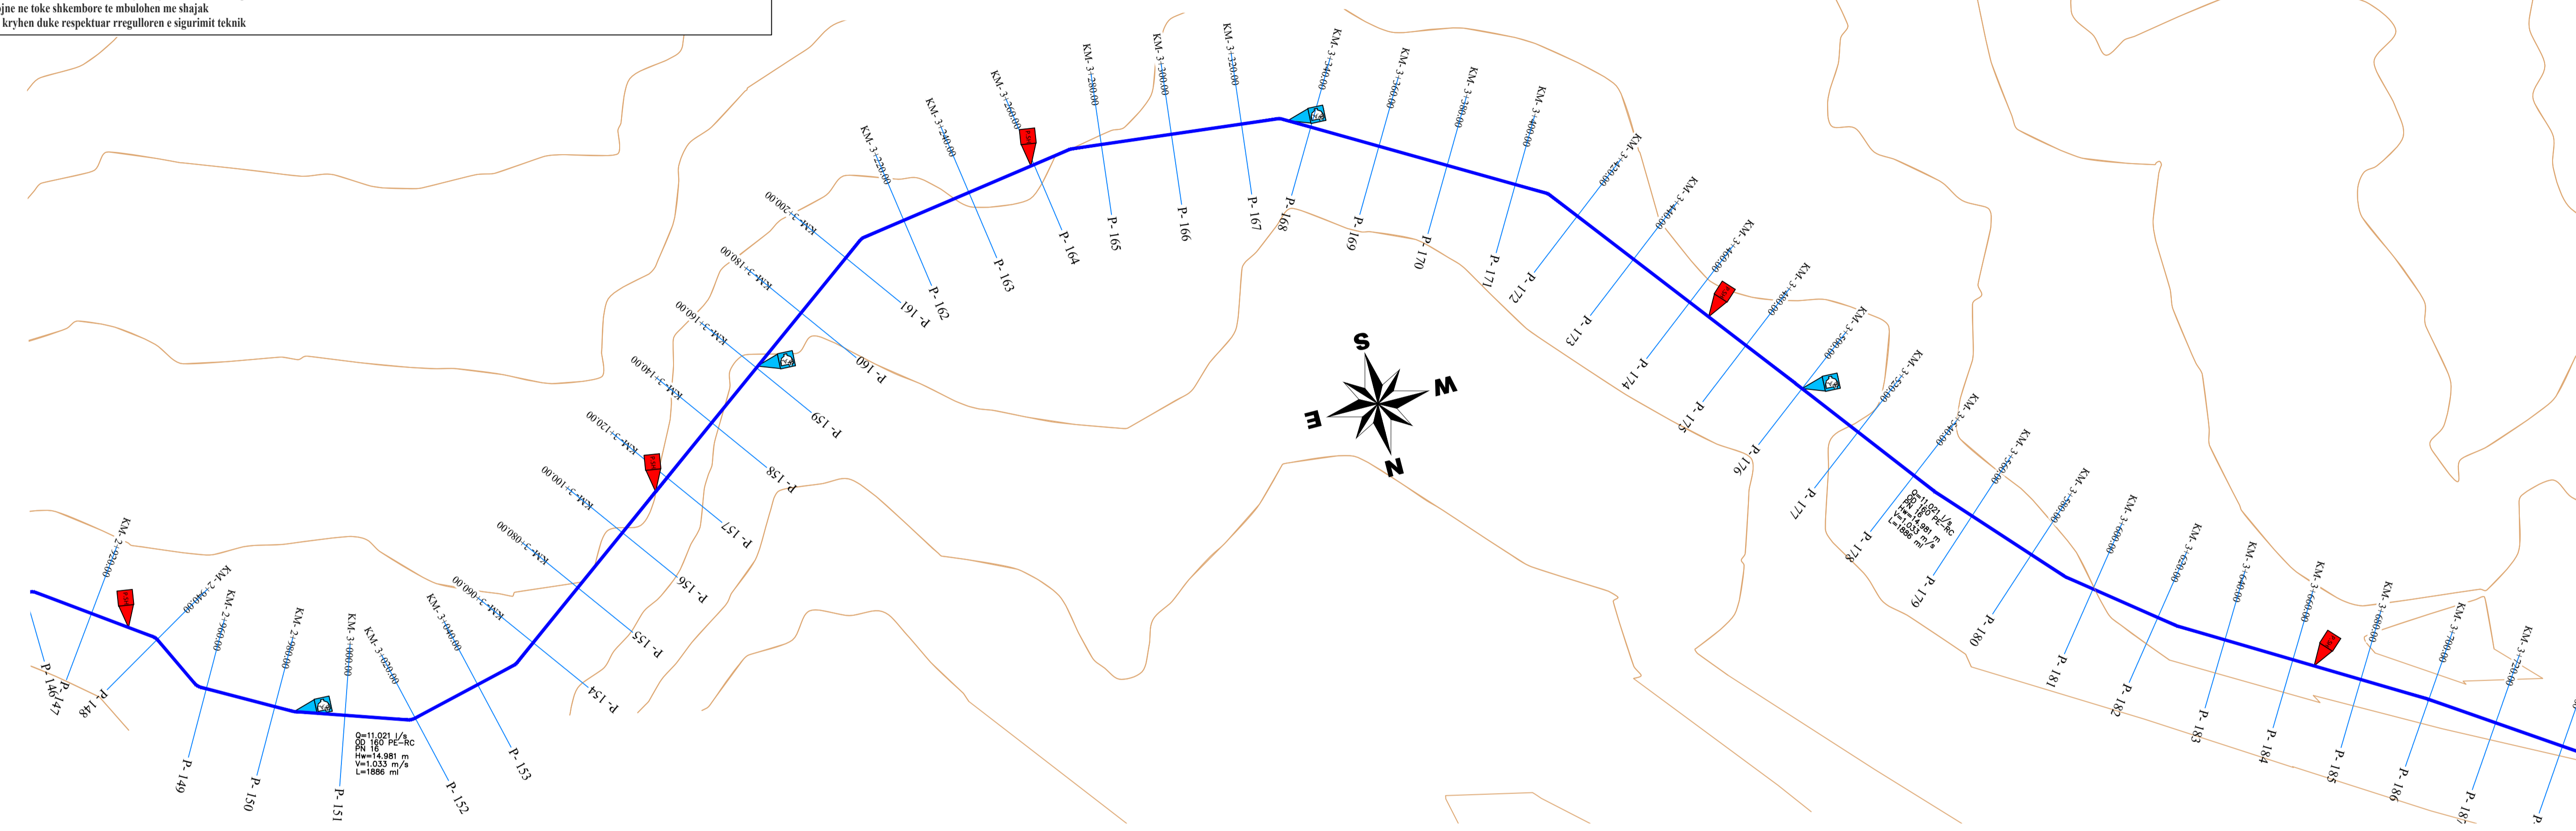 jne ne toke shkembore te mbulohen me shajak
kryhen duke respektuar rregulloren e sigurimit teknik
KM- 2+920.00
KM- 2+940.00
KM- 2+960.00
KM- 2+980.00
KM- 3+000.00
KM- 3+020.00
KM- 3+040.00
KM- 3+060.00
KM- 3+080.00
KM- 3+100.00
KM- 3+120.00
KM- 3+140.00
KM- 3+160.00
KM- 3+180.00
KM- 3+200.00
KM- 3+220.00
KM- 3+240.00
KM- 3+260.00
KM- 3+280.00
KM- 3+300.00
KM- 3+320.00
KM- 3+340.00
KM- 3+360.00
KM- 3+380.00
KM- 3+400.00
KM- 3+420.00
KM- 3+440.00
KM- 3+460.00
KM- 3+480.00
KM- 3+500.00
KM- 3+520.00
KM- 3+540.00
KM- 3+560.00
KM- 3+580.00
KM- 3+600.00
KM- 3+620.00
KM- 3+640.00
KM- 3+660.00
KM- 3+680.00
KM- 3+700.00
KM- 3+720.00
P- 146
P- 147
P- 148
P- 149
P- 150
P- 151
P- 152
P- 153
P- 154
P- 155
P- 156
P- 157
P- 158
P- 159
P- 160
P- 161
P- 162
P- 163
P- 164
P- 165
P- 166
P- 167
P- 168
P- 169
P- 170
P- 171
P- 172
P- 173
P- 174
P- 175
P- 176
P- 177
P- 178
P- 179
P- 180
P- 181
P- 182
P- 183
P- 184
P- 185
P- 186
P- 187
P-
S
W
E
N
Q=11.021 l/s
OD 160 PE-RC
PN 16
Hw=14.981 m
V=1.033 m/s
L=1886 ml
Q=11.021 l/s
OD 160 PE-RC
PN 16
Hw=14.981 m
V=1.033 m/s
L=1886 ml